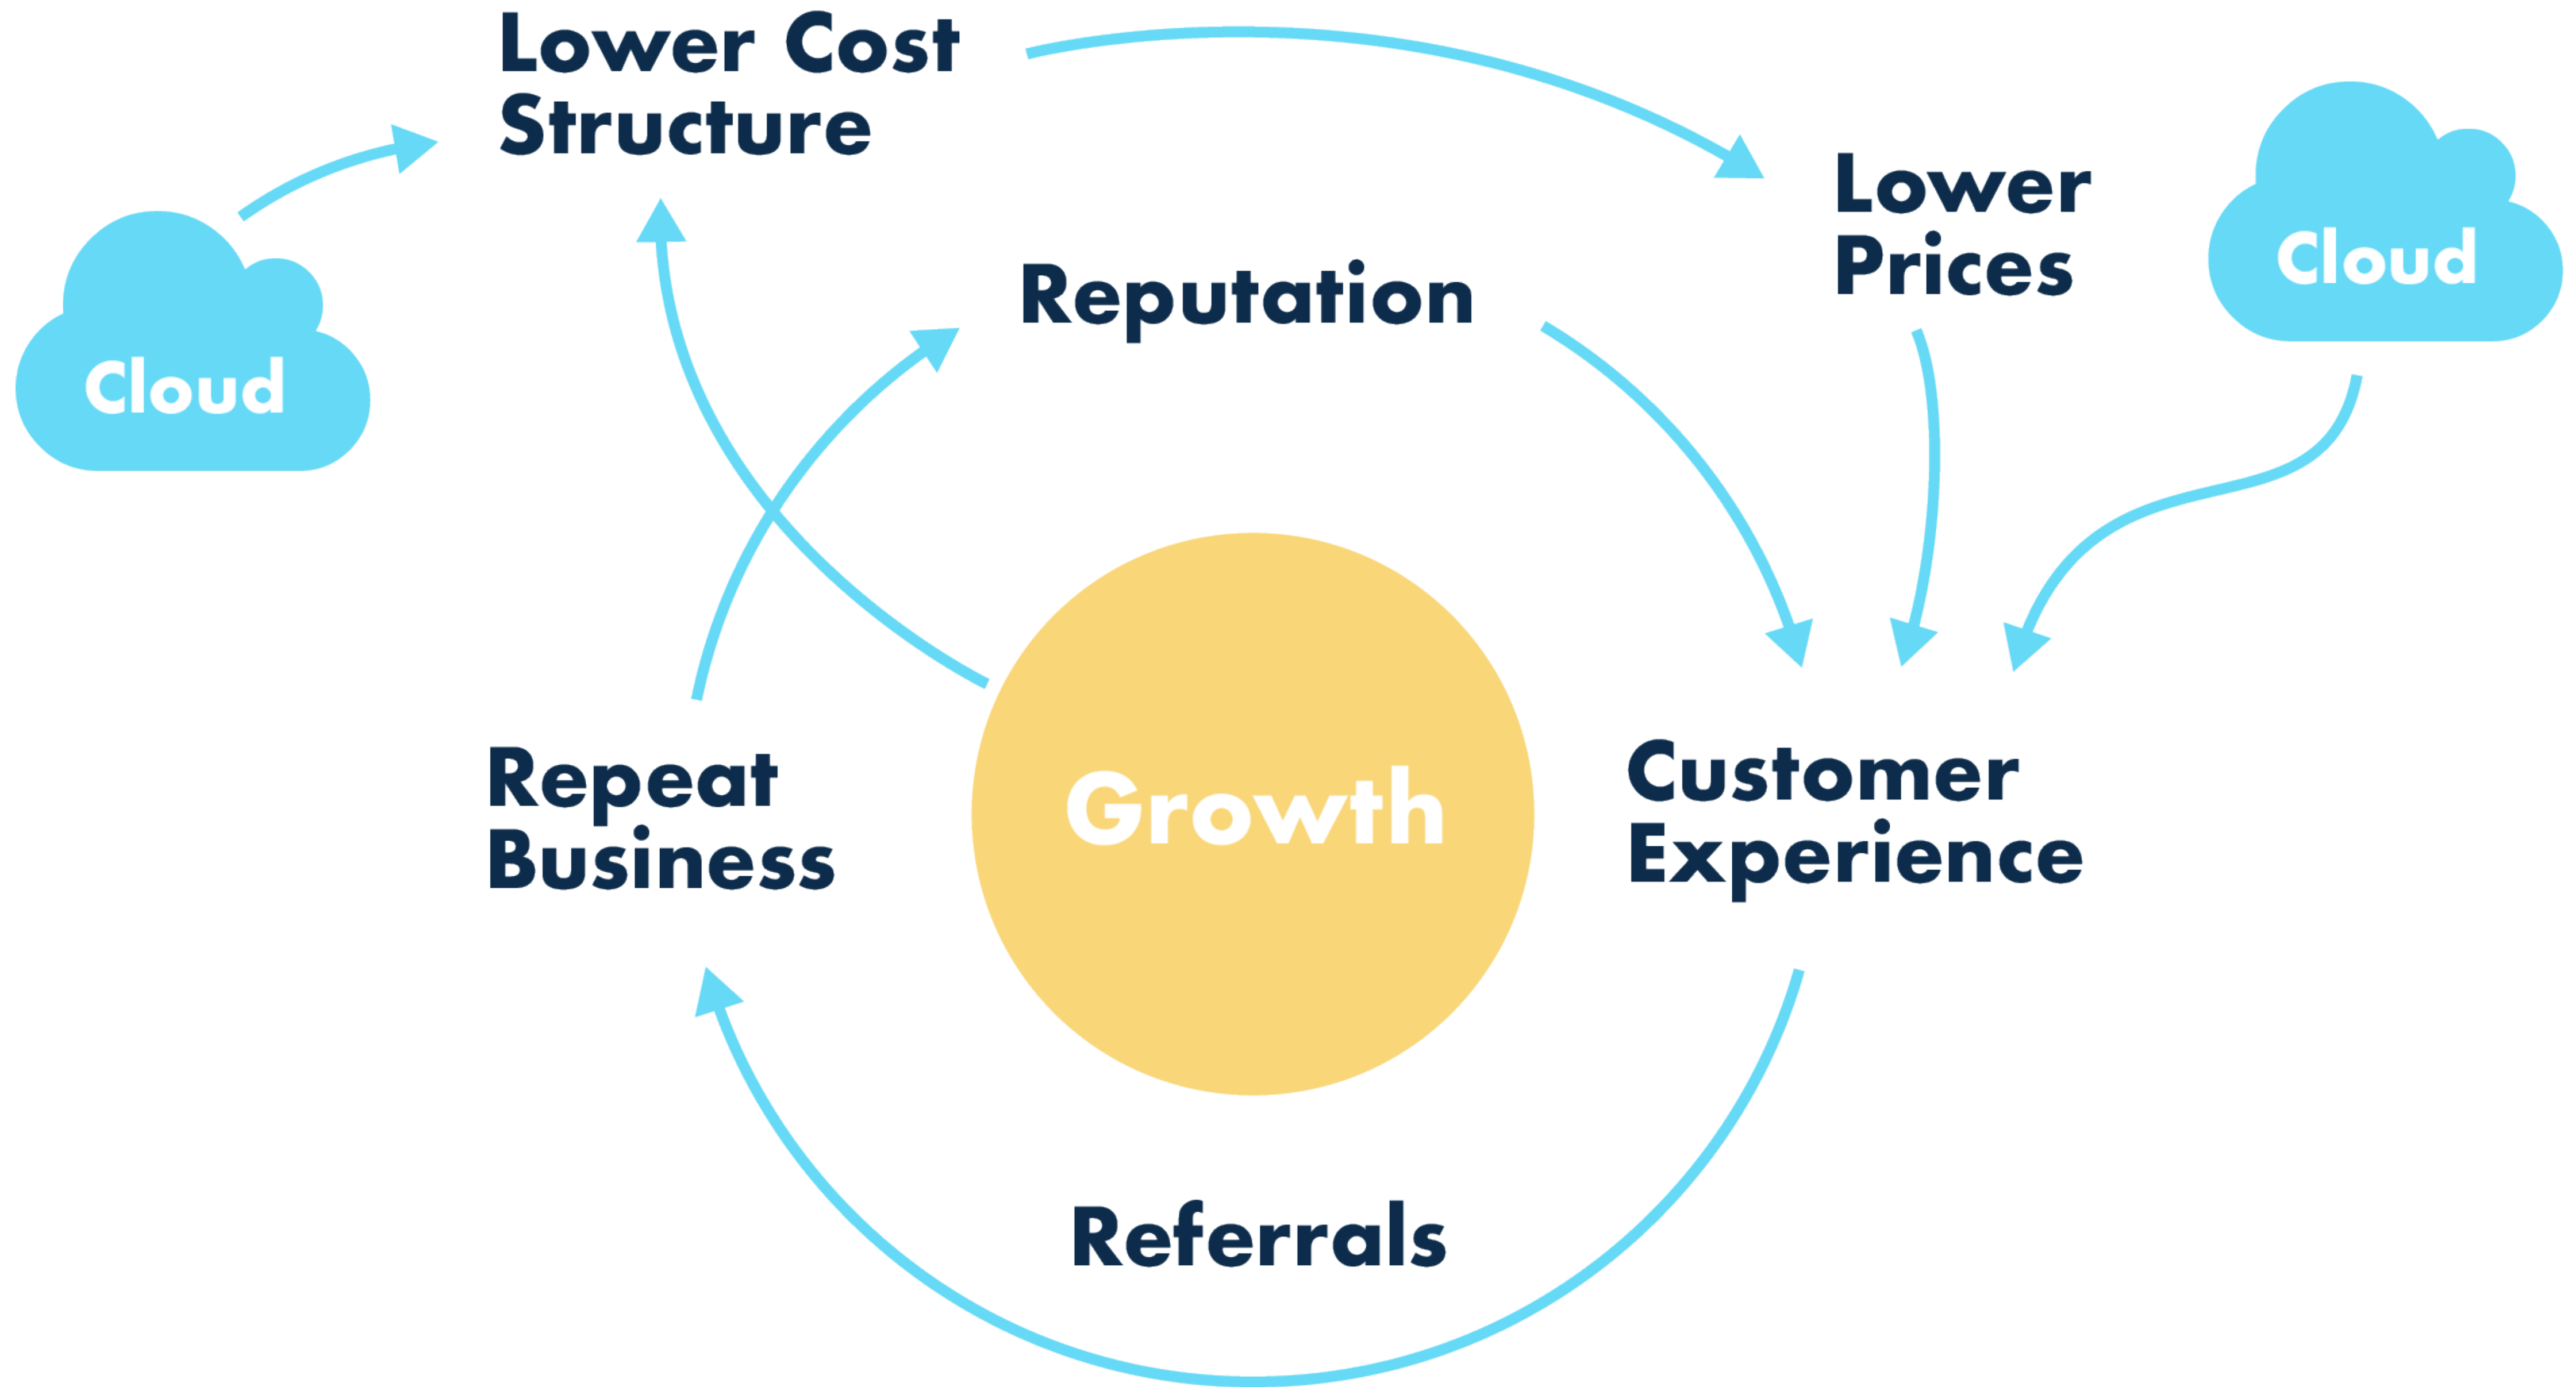 Lower Cost
Structure
Lower
Prices
Cloud
Reputation
Cloud
Repeat
Business
Growth
Customer
Experience
Referrals